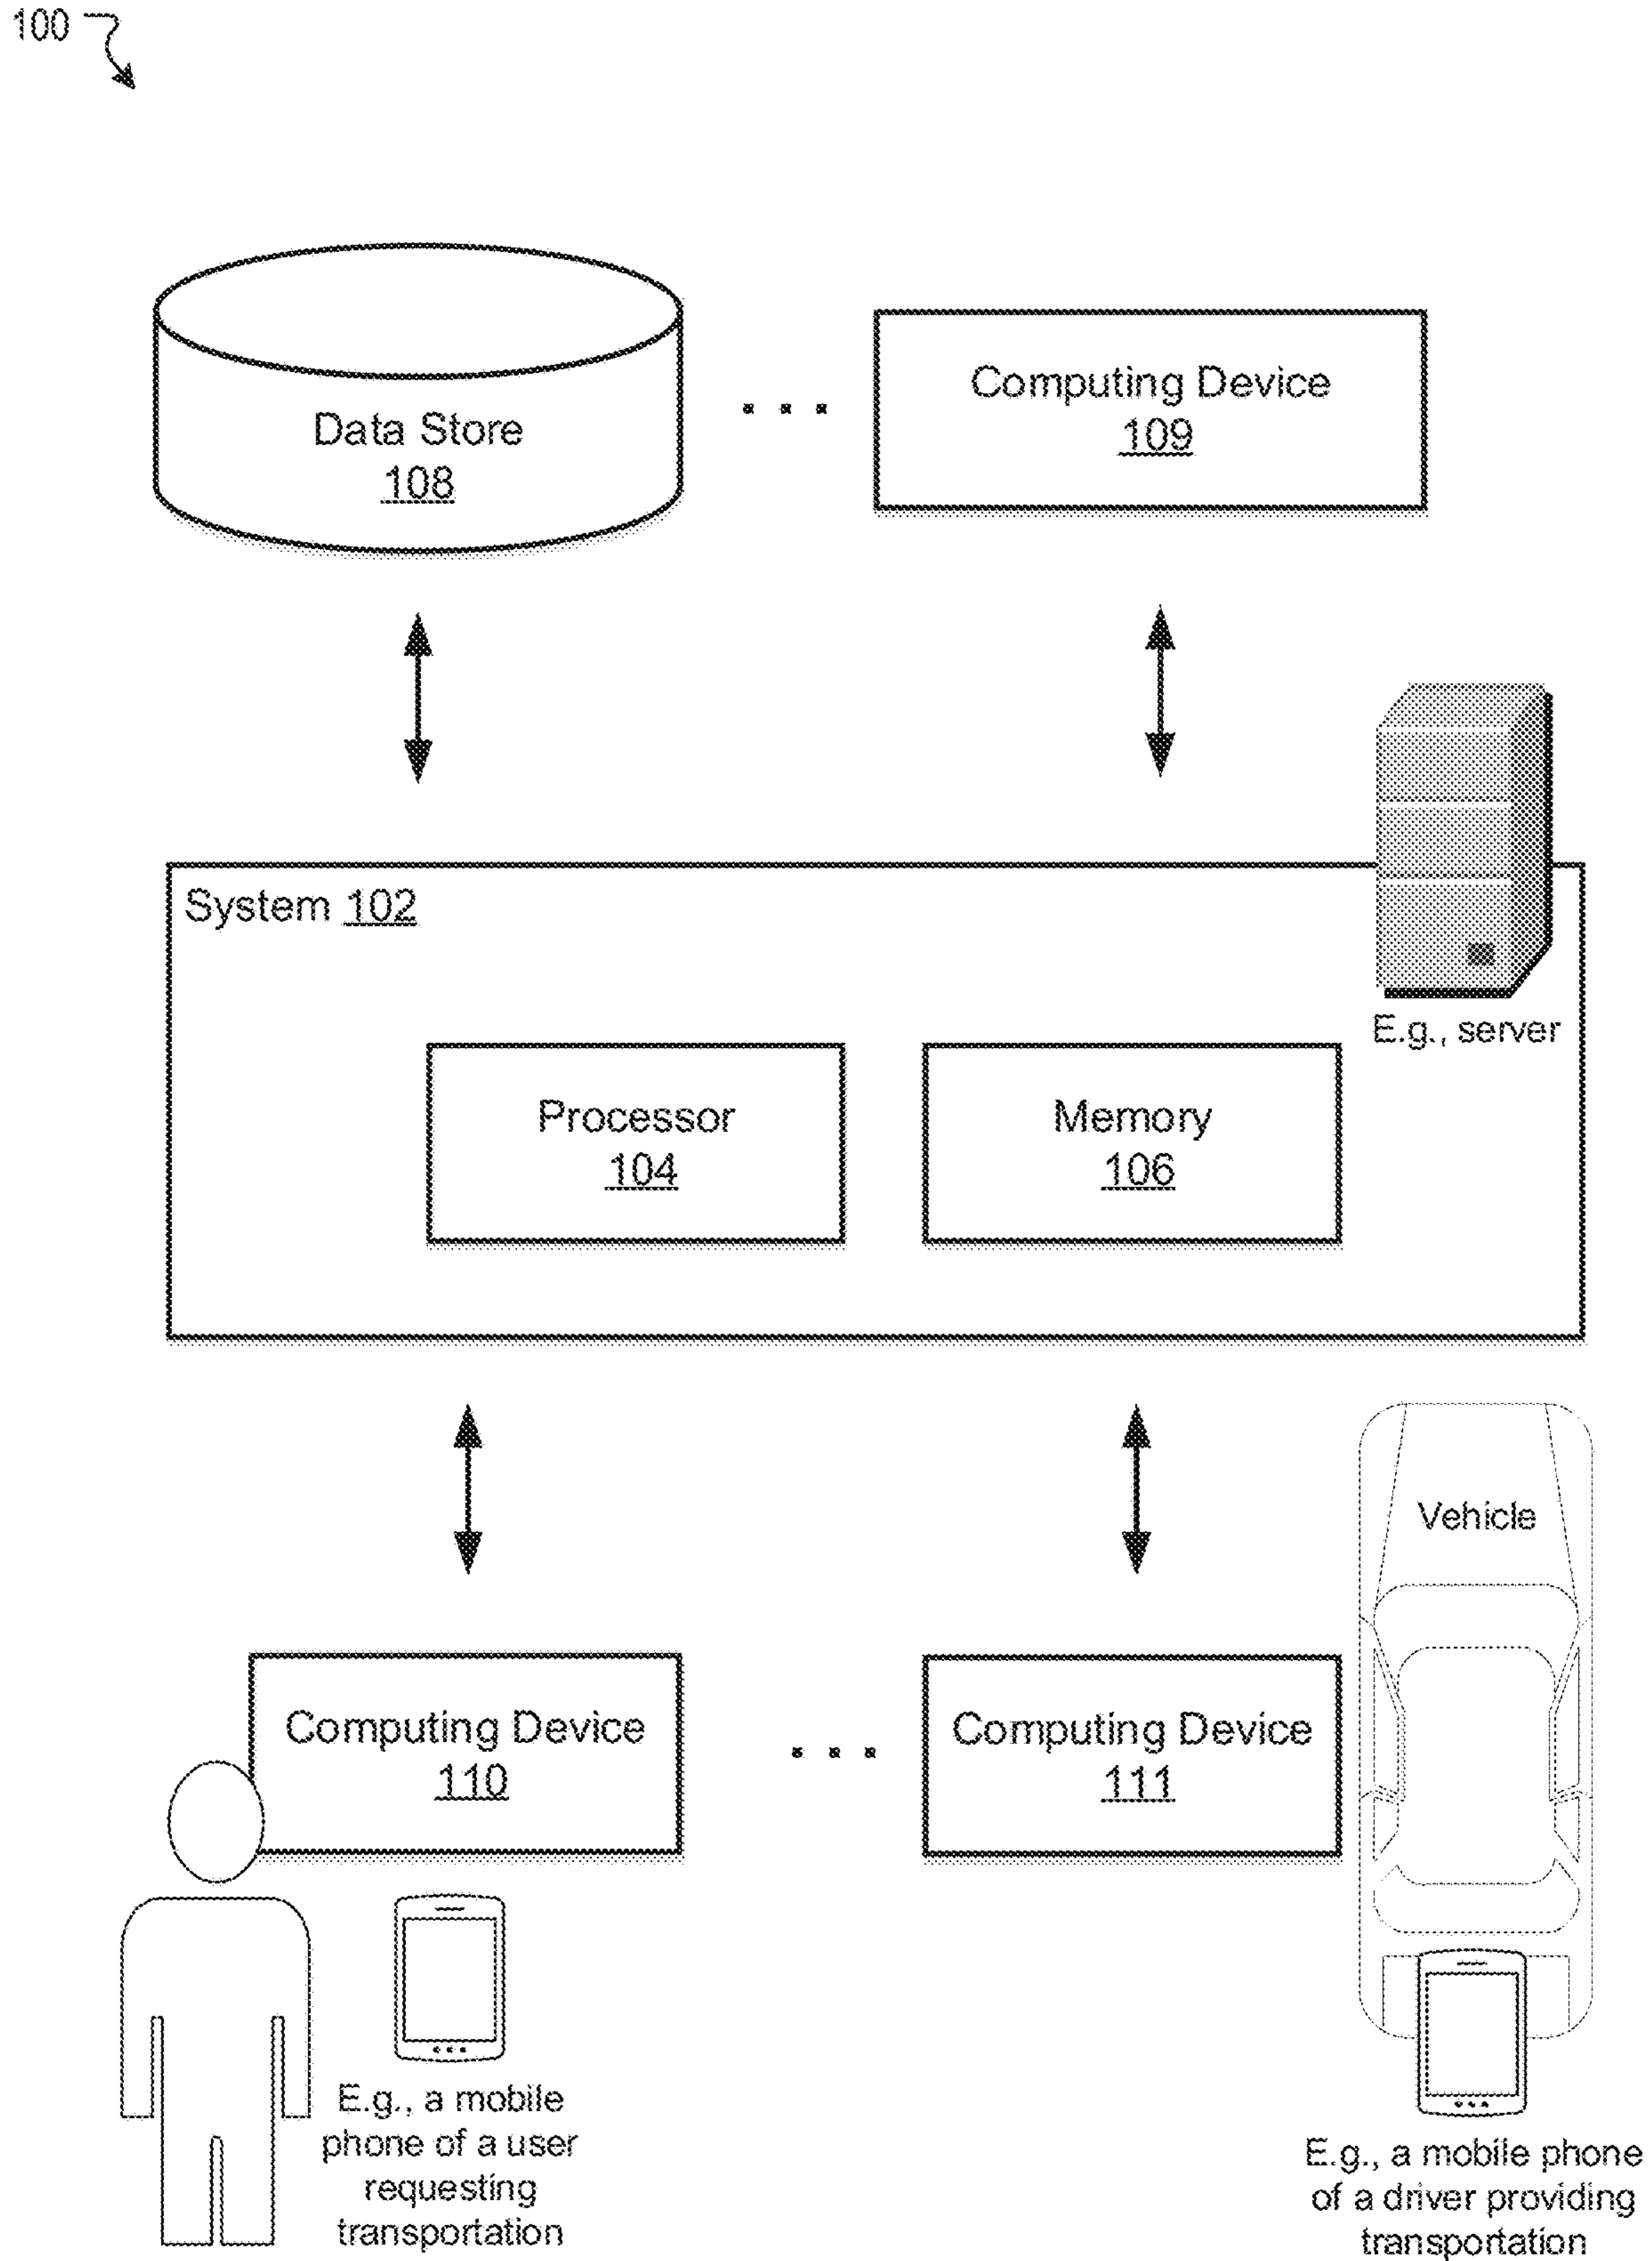 100
Data Store
108
. . .
Computing Device
109
System 102
E.g., server
Processor
104
Memory
106
Vehicle
Computing Device
110
. . .
Computing Device
111
E.g., a mobile
phone of a user
requesting
transportation
E.g., a mobile phone
of a driver providing
transportation